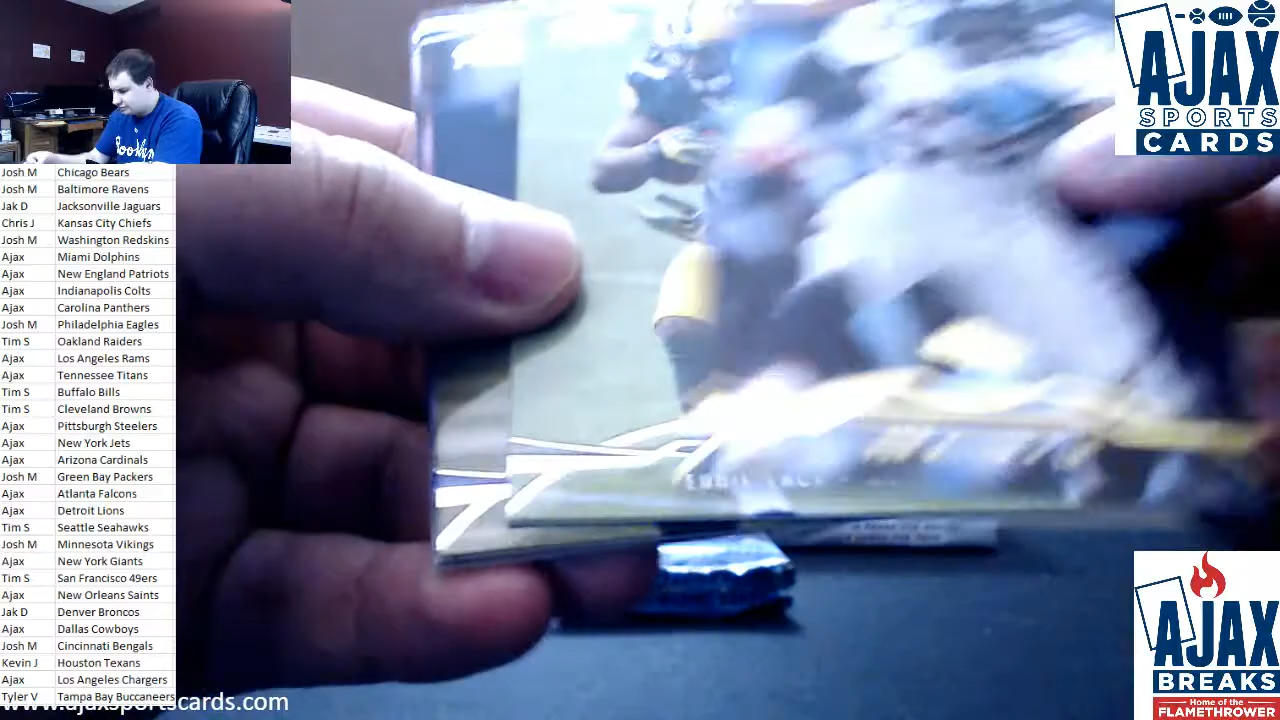 Josh M Chicago Bears
Josh M Baltimore Ravens
Jak D Jacksonville Jaguars
Chris J Kansas City Chiefs
Josh M Washington Redskins
Ajax Miami Dolphins
Ajax New England Patriots
Ajax Indianapolis Colts
Ajax Carolina Panthers
Josh M Philadelphia Eagles
Tim S Oakland Raiders
Ajax Los Angeles Rams
Ajax Tennessee Titans
Tim S Buffalo Bills
Tim S Cleveland Browns
Ajax Pittsburgh Steelers
Ajax New York Jets
Ajax Arizona Cardinals
Josh M Green Bay Packers
Ajax Atlanta Falcons
Ajax Detroit Lions
Tim S Seattle Seahawks
Josh M Minnesota Vikings
Ajax New York Giants
Tim S San Francisco 49ers
Ajax New Orleans Saints
Jak D Denver Broncos
Ajax Dallas Cowboys
Josh M Cincinnati Bengals
Kevin J Houston Texans
Ajax Los Angeles Chargers
Tyler V Tampa Bay Buccaneers
www.ajaxsportscards.com
AJAX
SPORTS
CARDS
AJAX
BREAKS
Home of the
FLAMETHROWER